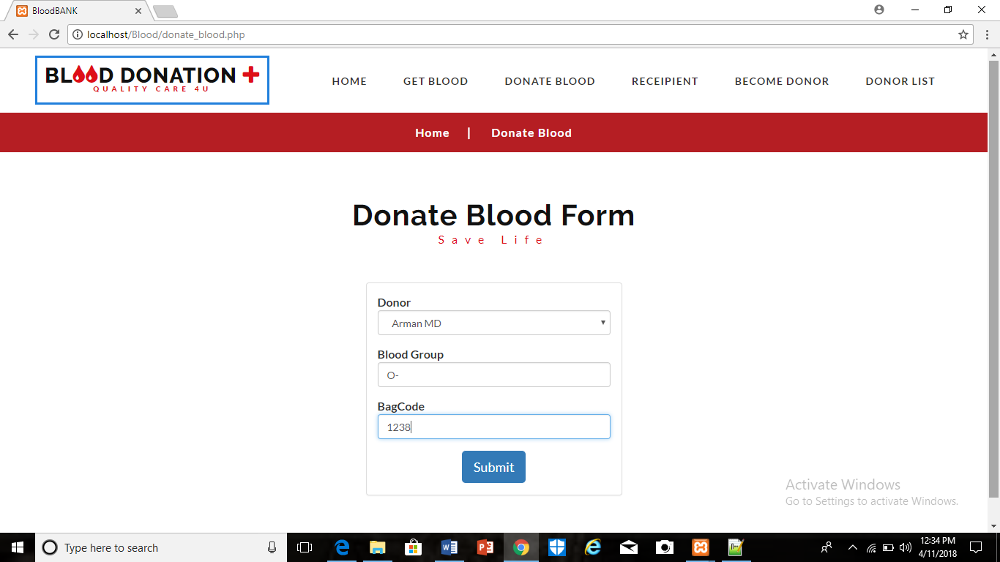 BloodBANK
localhost/Blood/donate_blood.php
BLOOD DONATION
QUALITY CARE 4U
HOME GET BLOOD DONATE BLOOD RECEIPIENT BECOME DONOR DONOR LIST
Home | Donate Blood
Donate Blood Form
Save Life
Donor
Arman MD
Blood Group
O-
BagCode
1238
Submit
Activate Windows
Go to Settings to activate Windows.
Type here to search
12:34 PM
4/11/2018